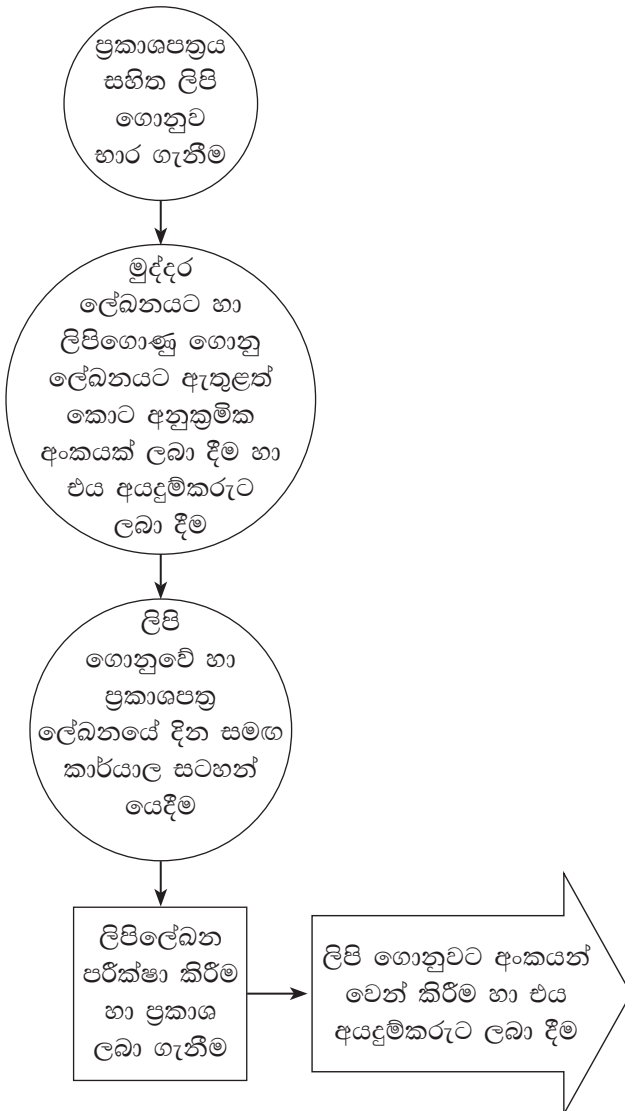 ප්‍රකාශපත්‍රය
සහිත ලිපි
ගොනුව
භාර ගැනීම
මුද්දර
ලේඛනයට හා
ලිපිගොණු ගොනු
ලේඛනයට ඇතුළත්
කොට අනුක්‍රමික
අංකයක් ලබා දීම හා
එය අයදුම්කරුට
ලබා දීම
ලිපි
ගොනුවේ හා
ප්‍රකාශපත්‍ර
ලේඛනයේ දින සමඟ
කාර්යාල සටහන්
යෙදීම
ලිපිලේඛන
පරීක්ෂා කිරීම
හා ප්‍රකාශ
ලබා ගැනීම
ලිපි ගොනුවට අංකයන්
වෙන් කිරීම හා එය
අයදුම්කරුට ලබා දීම